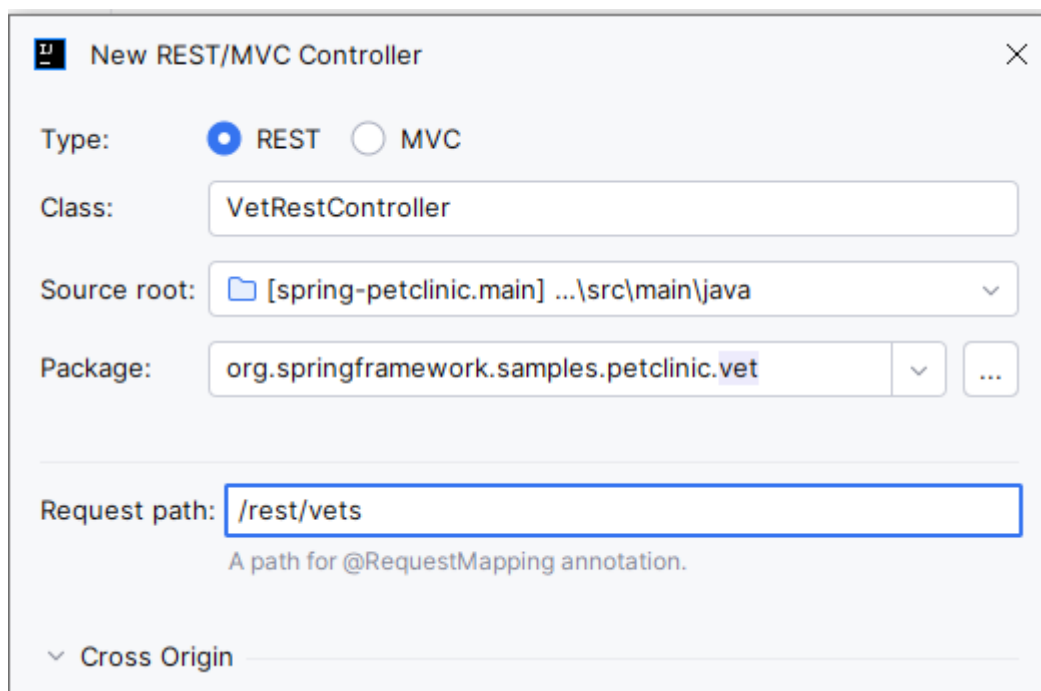 New REST/MVC Controller
Type: REST MVC
Class: VetRestController
Source root: [spring-petclinic.main] ...\src\main\java
Package: org.springframework.samples.petclinic.vet ...
Request path: /rest/vets
A path for @RequestMapping annotation.
Cross Origin